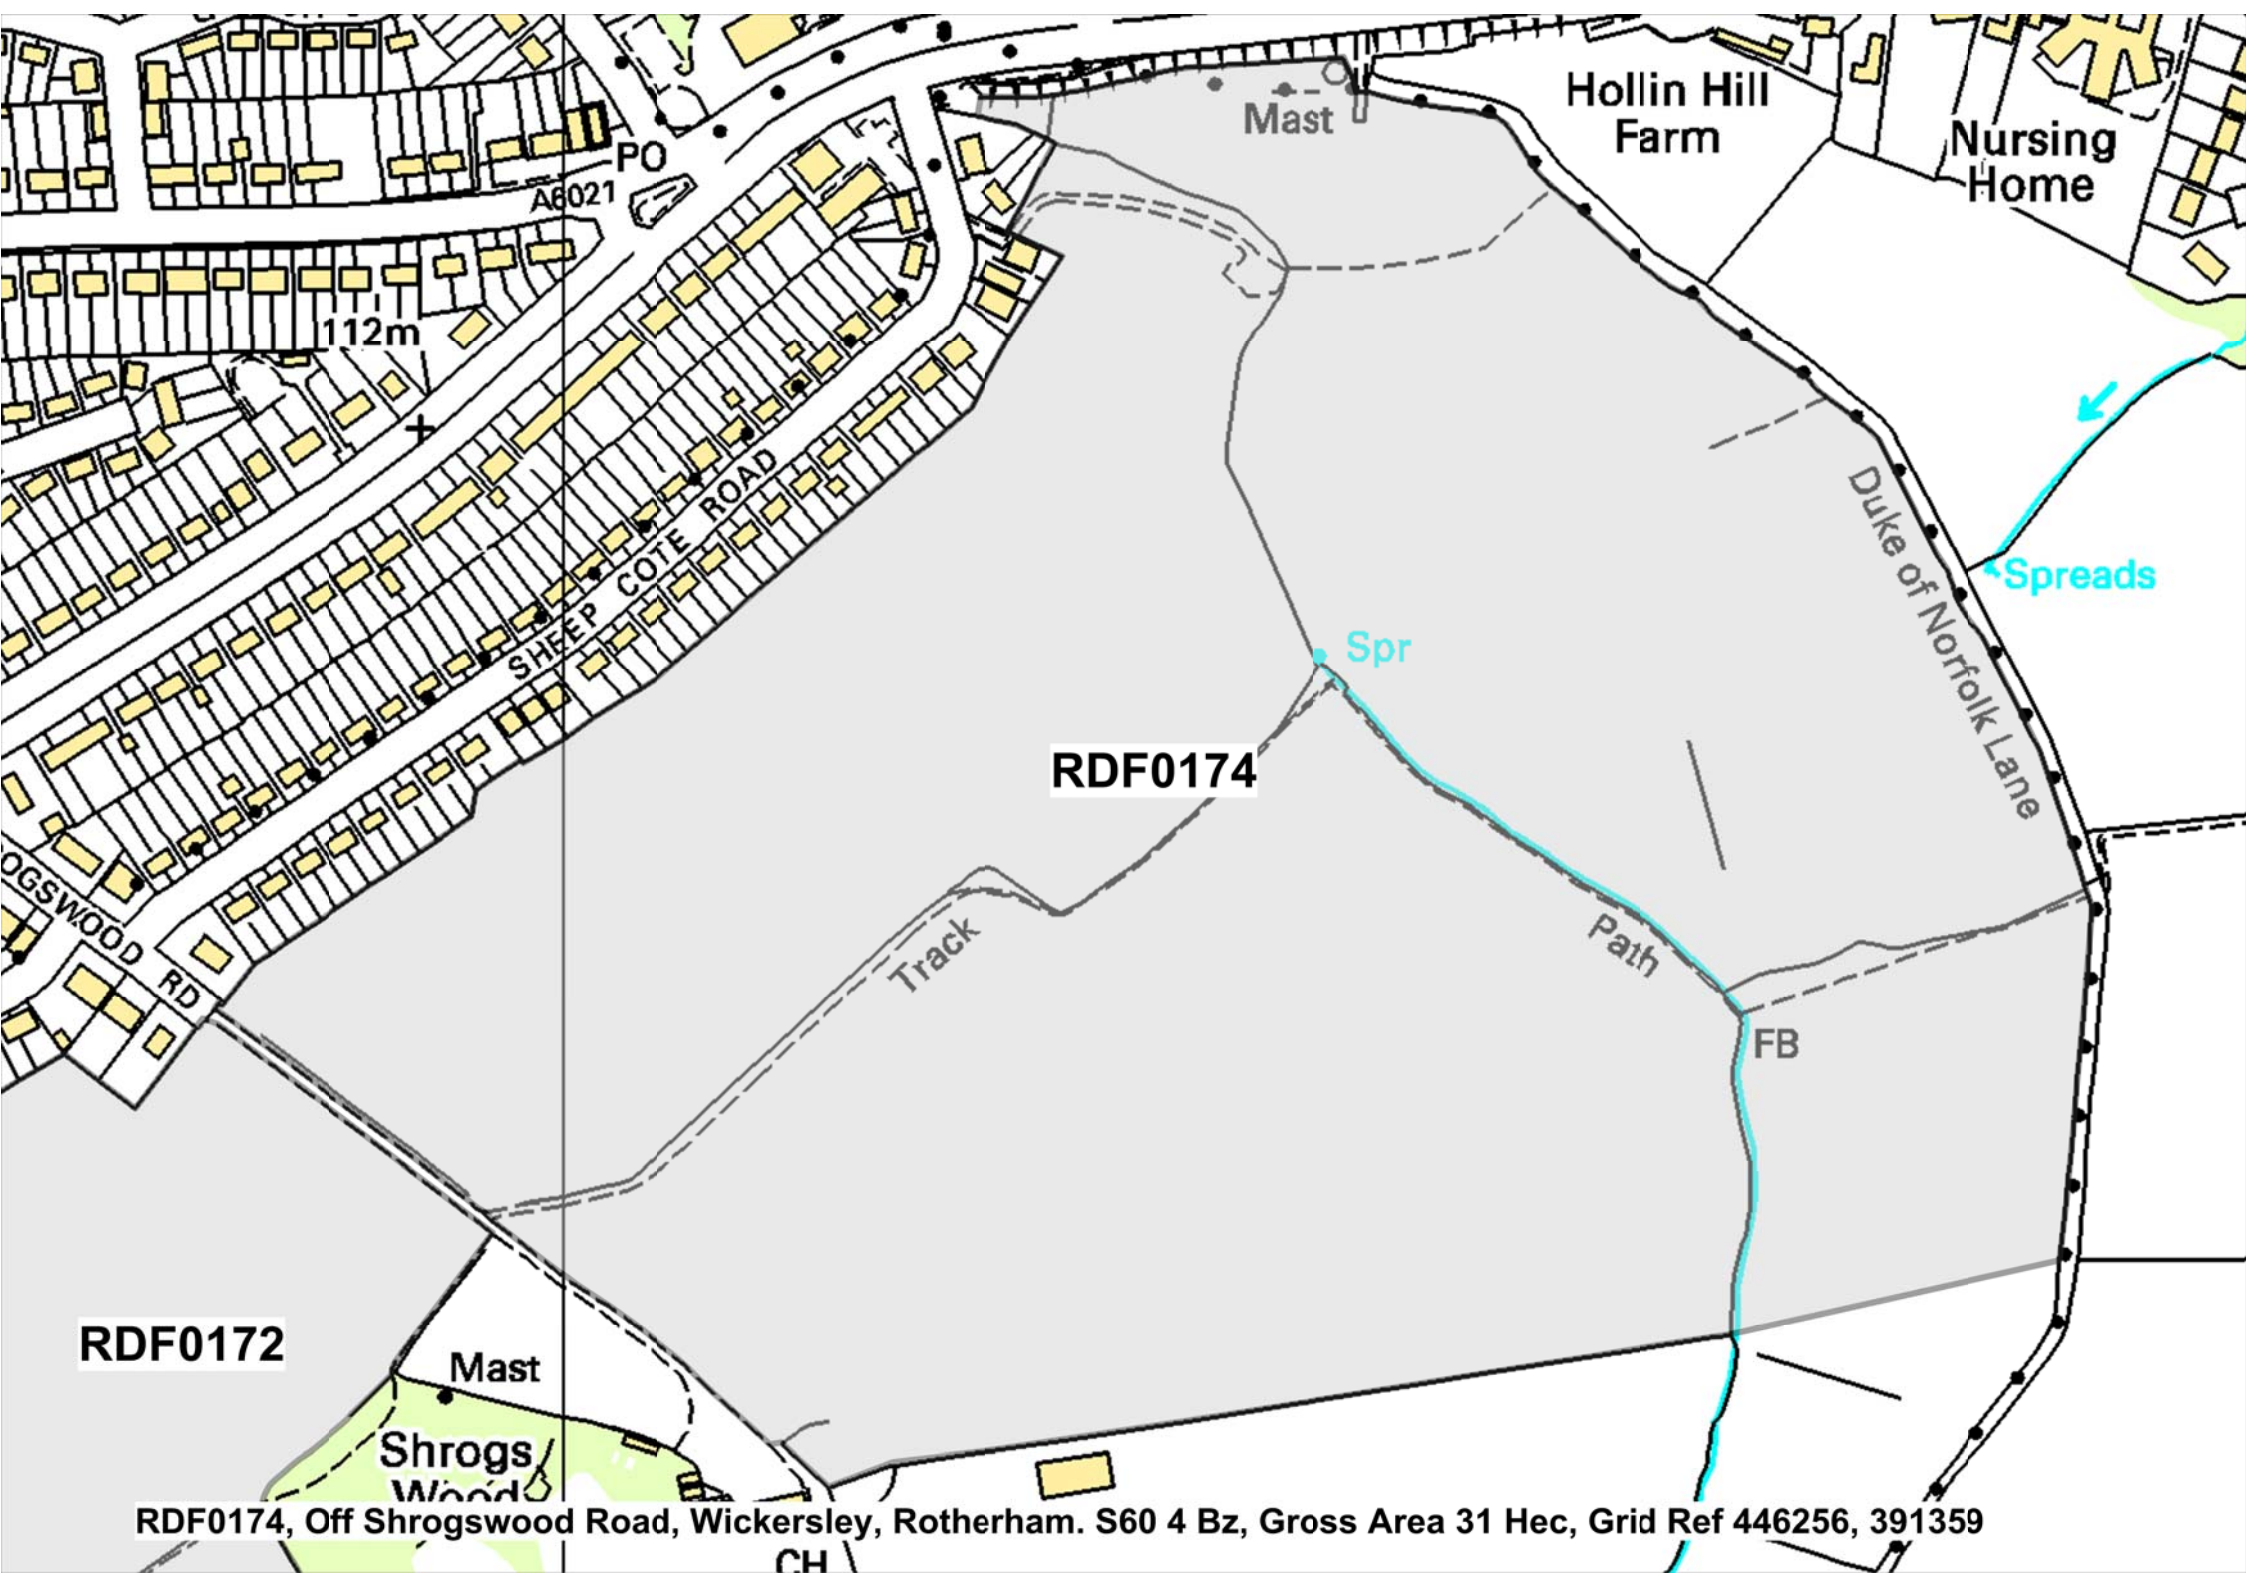 Hollin Hill
Farm
Mast
Nursing
Home
PO
A6021
112m
SHEEP COTE ROAD
Duke of Norfolk Lane
Spreads
Spr
RDF0174
OGSWOOD RD
Track
Path
FB
RDF0172
Mast
Shrogs
Wood
RDF0174, Off Shrogswood Road, Wickersley, Rotherham. S60 4 Bz, Gross Area 31 Hec, Grid Ref 446256, 391359
CH